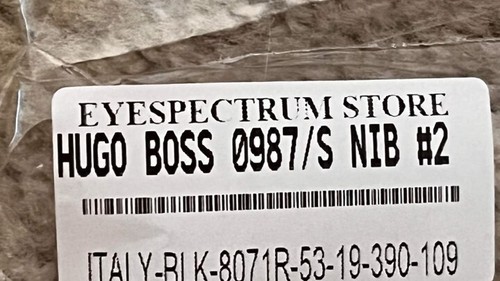 EYESPECTRUM STORE
HUGO BOSS 0987/S NIB #2
ITALY-BLK-8071R-53-19-390-109